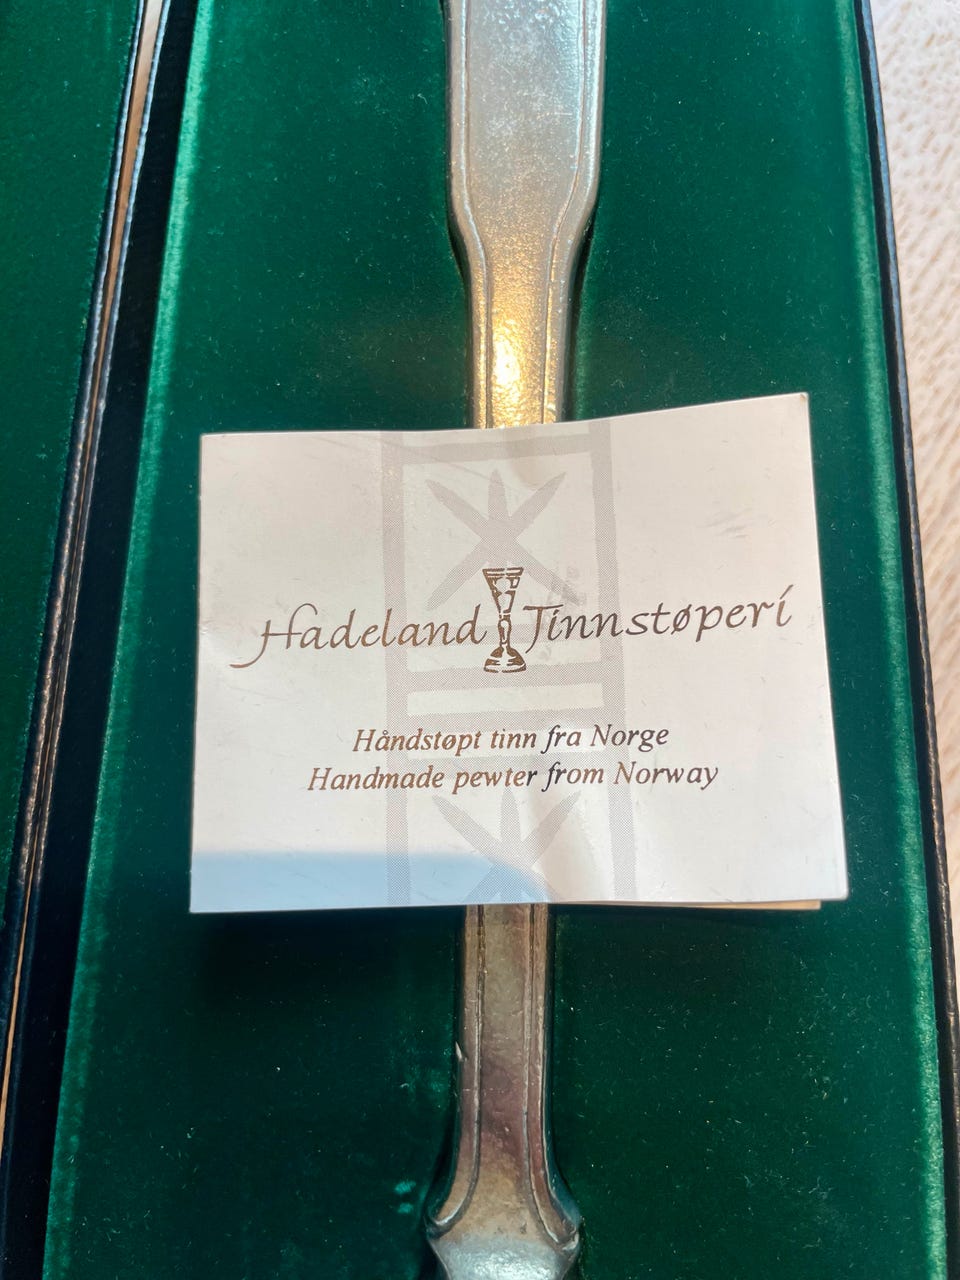 Hadeland Tinnstøperi
Håndstøpt tinn fra Norge
Handmade pewter from Norway